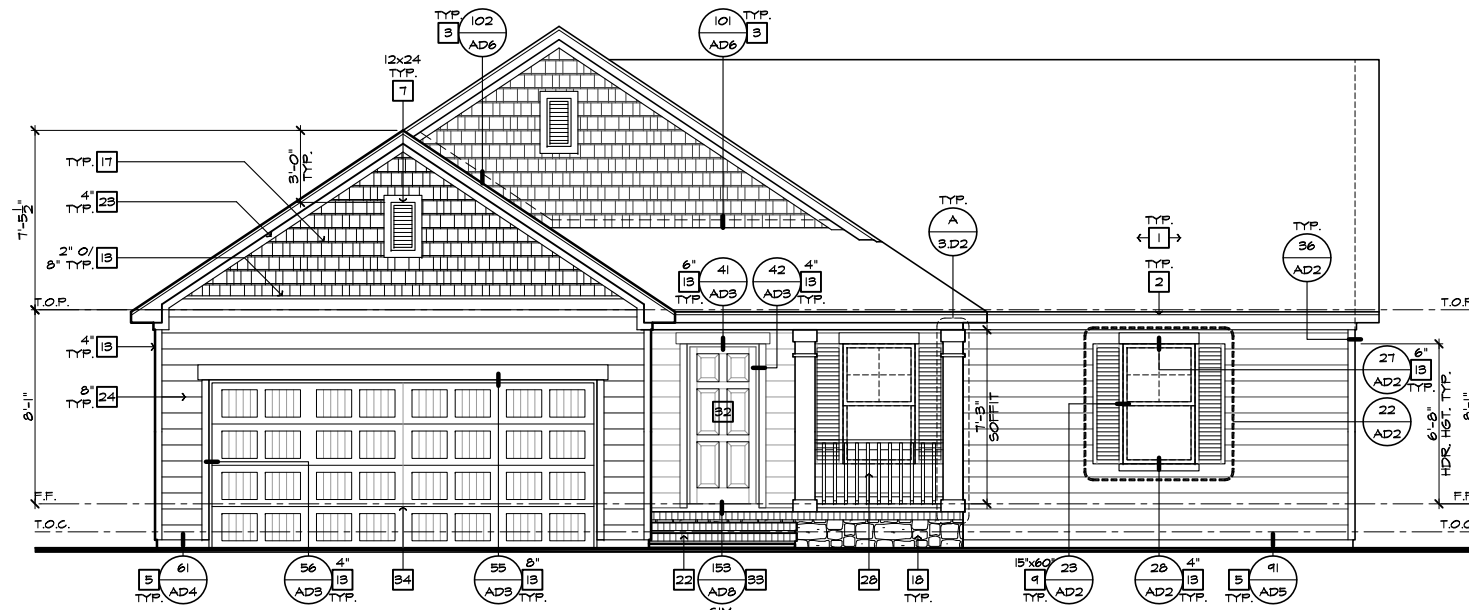 TYP.
3
102
AD6
101
AD6
TYP.
3
12x24
TYP.
7
TYP. 17
3'-0"
TYP.
4"
TYP. 23
7'-5½"
2" O/
8" TYP. 13
TYP.
A
3.D2
TYP.
1
TYP.
2
TYP.
36
AD2
6"
13
TYP.
41
AD3
42
AD3
4"
13
TYP.
T.O.P.
T.O.P.
4"
TYP. 13
8'-1"
8"
TYP. 24
32
7'-3"
SOFFIT
27
AD2
6"
13
TYP.
22
AD2
6'-8"
HDR. HGT. TYP.
8'-1"
F.F.
F.F.
T.O.C.
T.O.C.
5
TYP.
61
AD4
56
AD3
4"
13
TYP.
34
55
AD3
8"
13
TYP.
22
153
AD8
33
SIM.
28
18
TYP.
15"x60"
9
TYP.
23
AD2
28
AD2
4"
13
TYP.
5
TYP.
91
AD5